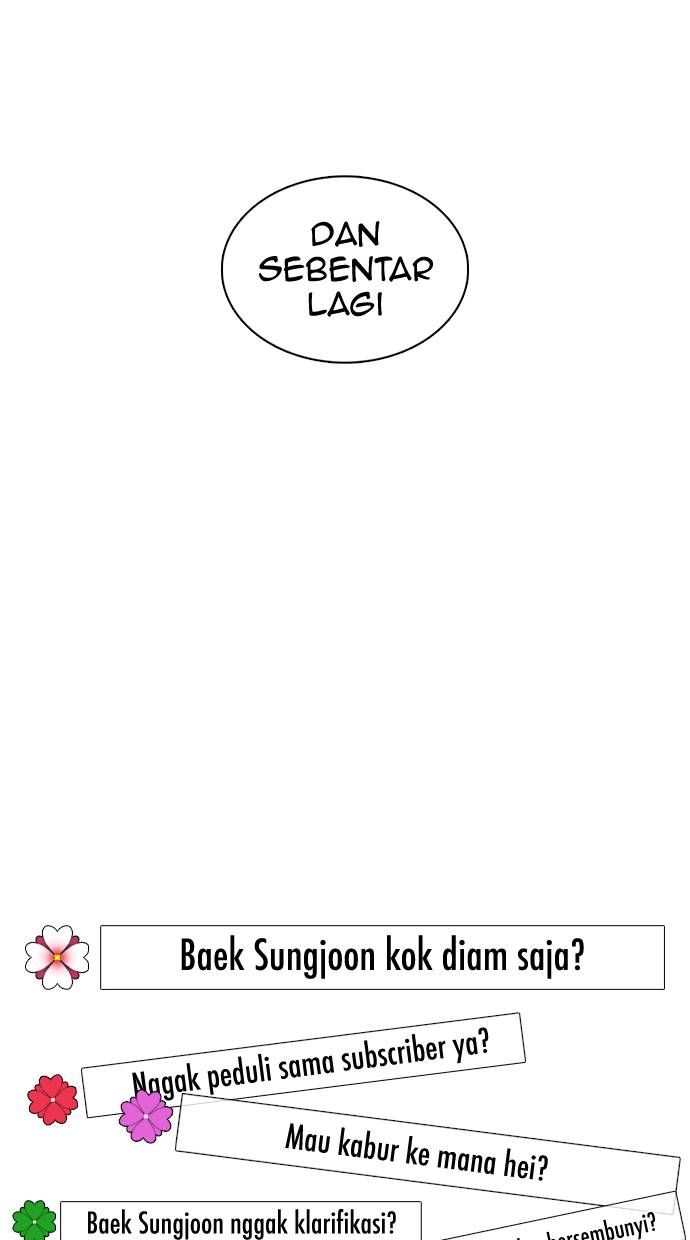 DAN
SEBENTAR
LAGI
Baek Sungjoon kok diam saja?
Nggak peduli sama subscriber ya?
Mau kabur ke mana hei?
Baek Sungjoon nggak klarifikasi?
bersembunyi?